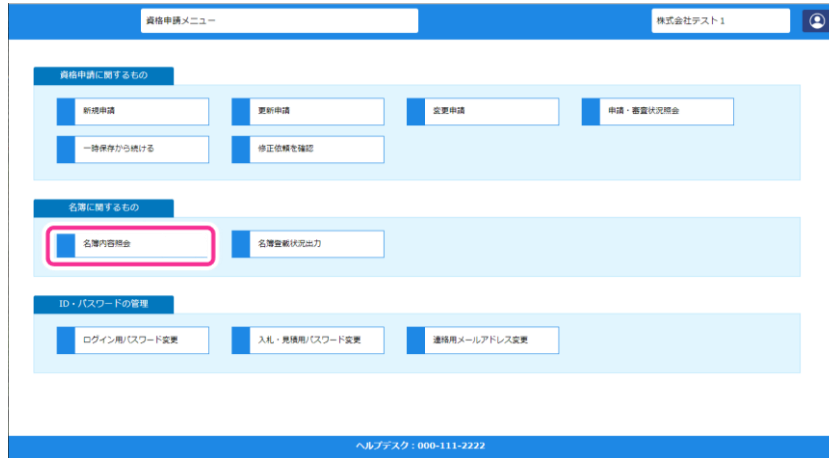 資格申請メニュー
株式会社テスト1
資格申請に関するもの
新規申請
更新申請
変更申請
申請・審査状況照会
一時保存から続ける
修正依頼を確認
名簿に関するもの
名簿内容照会
名簿登載状況出力
ID・パスワードの管理
ログイン用パスワード変更
入札・見積用パスワード変更
連絡用メールアドレス変更
ヘルプデスク：000-111-2222